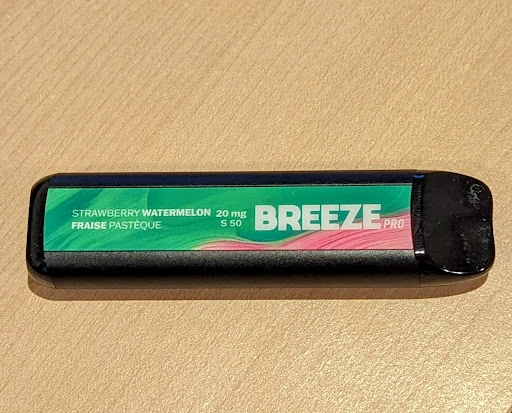 STRAWBERRY WATERMELON
FRAISE PASTÈQUE
20 mg
S 50
BREEZE PRO